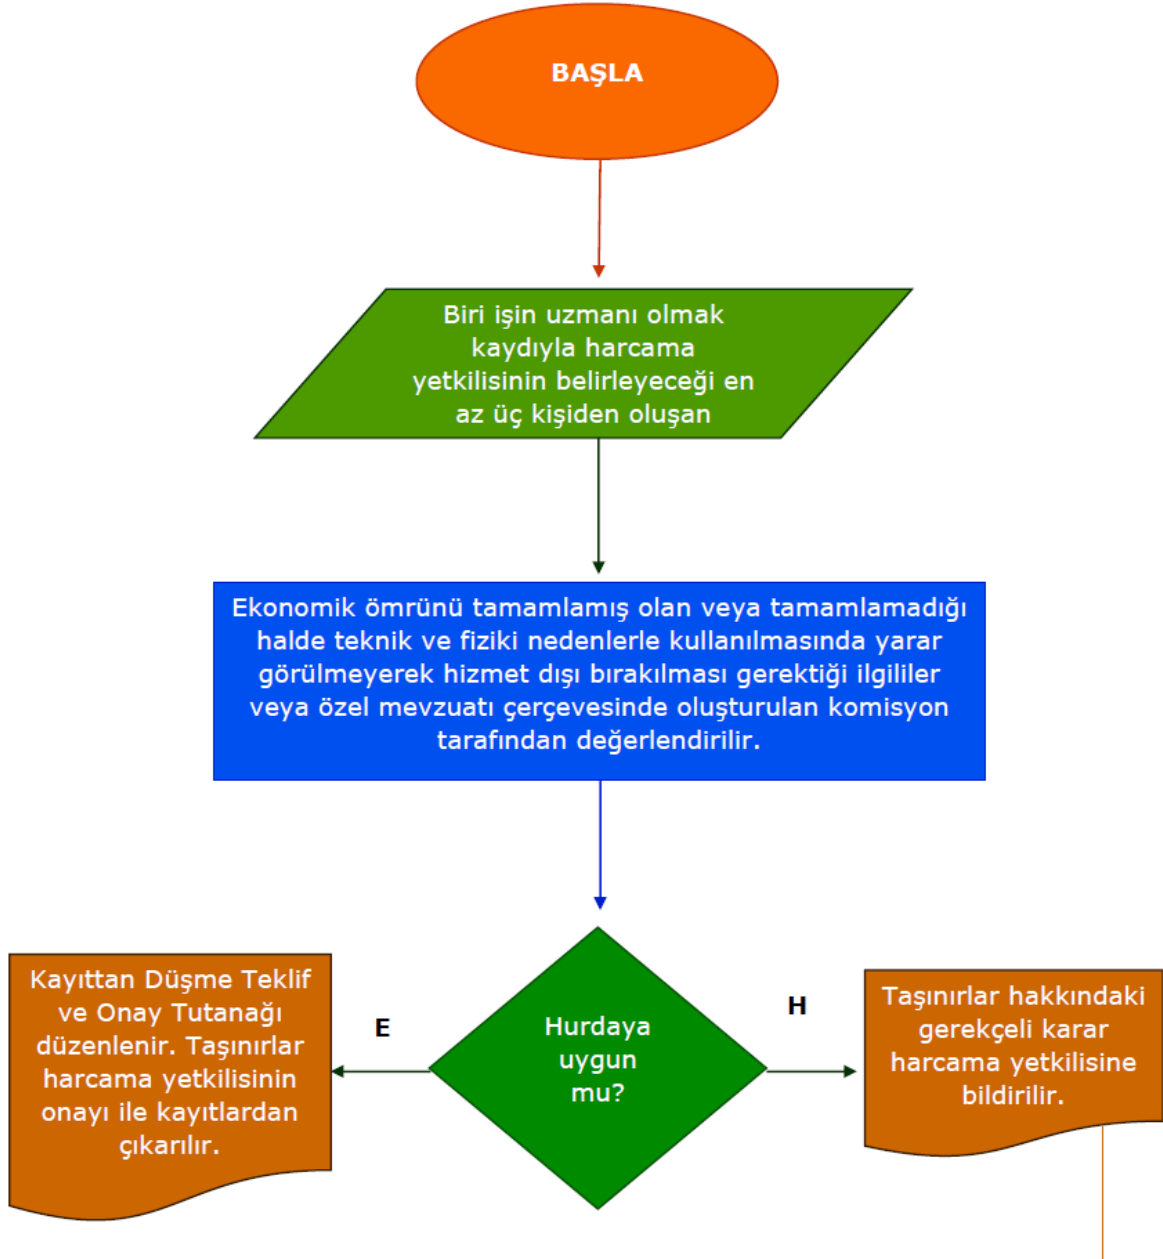 BAŞLA
Biri işin uzmanı olmak
kaydıyla harcama
yetkilisinin belirleyeceği en
az üç kişiden oluşan
Ekonomik ömrünü tamamlamış olan veya tamamlamadığı
halde teknik ve fiziki nedenlerle kullanılmasında yarar
görülmeyerek hizmet dışı bırakılması gerektiği ilgililer
veya özel mevzuatı çerçevesinde oluşturulan komisyon
tarafından değerlendirilir.
Kayıttan Düşme Teklif
ve Onay Tutanağı
düzenlenir. Taşınırlar
harcama yetkilisinin
onayı ile kayıtlardan
çıkarılır.
E
Hurdaya
uygun
mu?
H
Taşınırlar hakkındaki
gerekçeli karar
harcama yetkilisine
bildirilir.